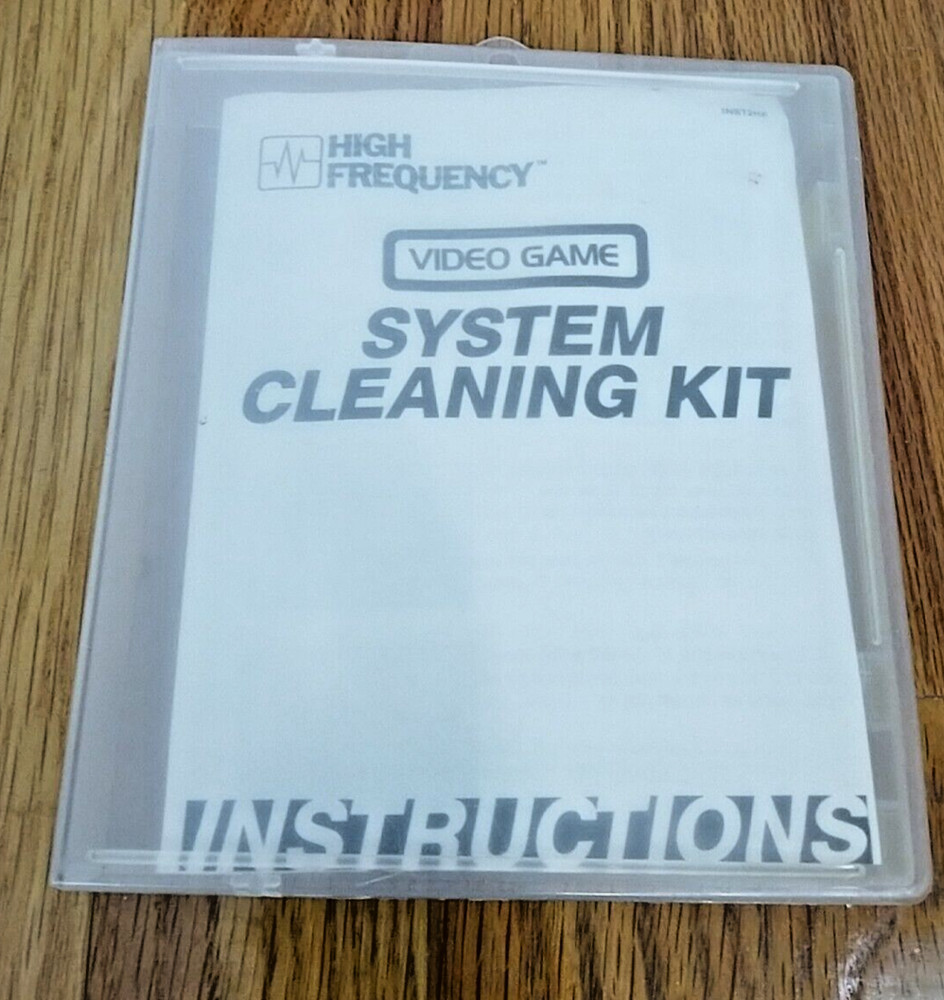 HIGH
FREQUENCY™
VIDEO GAME
SYSTEM
CLEANING KIT
INSTRUCTIONS